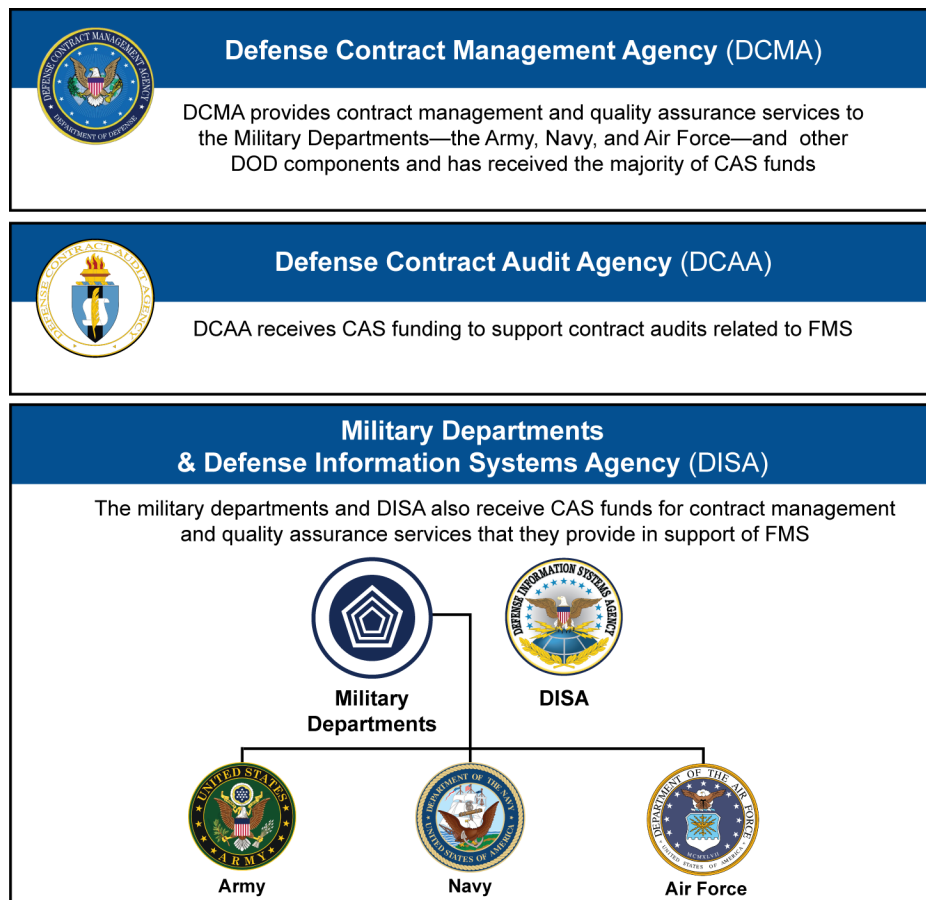 Defense Contract Management Agency (DCMA)
DEFENSE CONTRACT MANAGEMENT AGENCY
DEPARTMENT OF DEFENSE
DCMA provides contract management and quality assurance services to
the Military Departments—the Army, Navy, and Air Force—and other
DOD components and has received the majority of CAS funds
Defense Contract Audit Agency (DCAA)
DEFENSE CONTRACT AUDIT AGENCY
DCAA receives CAS funding to support contract audits related to FMS
Military Departments
& Defense Information Systems Agency (DISA)
The military departments and DISA also receive CAS funds for contract management
and quality assurance services that they provide in support of FMS
DEFENSE INFORMATION SYSTEMS AGENCY
Military
Departments
DISA
UNITED STATES
ARMY
DEPARTMENT OF THE NAVY
UNITED STATES OF AMERICA
DEPARTMENT OF THE AIR FORCE
MCMXLVII
UNITED STATES OF AMERICA
Army
Navy
Air Force